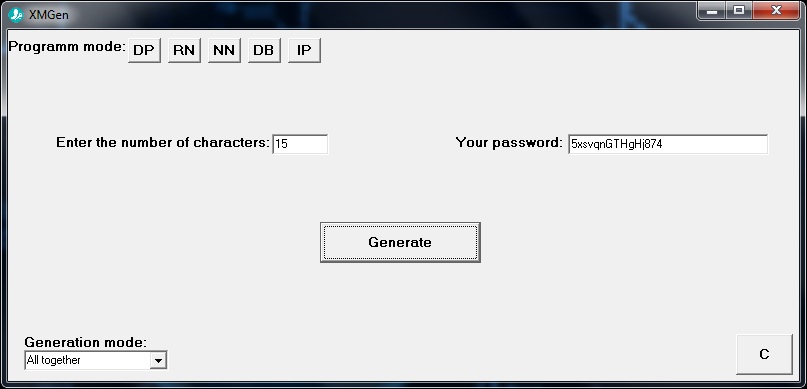 XMGen
Programm mode: DP RN NN DB IP
Enter the number of characters: 15 Your password: 5xsvqnGTHgHj874
Generate
Generation mode:
All together
C